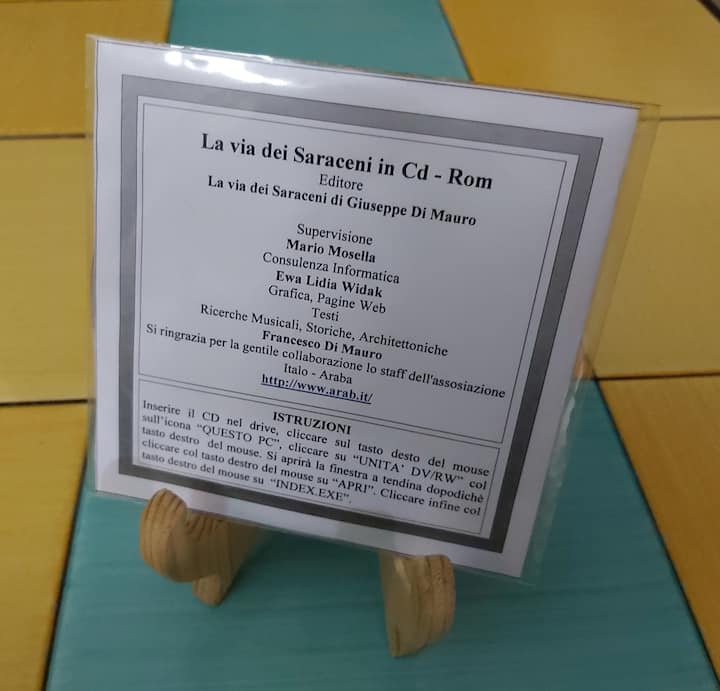 La via dei Saraceni in Cd - Rom
Editore
La via dei Saraceni di Giuseppe Di Mauro
Supervisione
Mario Mosella
Consulenza Informatica
Ewa Lidia Widak
Grafica, Pagine Web
Testi
Ricerche Musicali, Storiche, Architettoniche
Francesco Di Mauro
Si ringrazia per la gentile collaborazione lo staff dell'assosiazione
Italo - Araba
http://www.arab.it/
ISTRUZIONI
Inserire il CD nel drive, cliccare sul tasto desto del mouse
sull'icona "QUESTO PC", cliccare su "UNITA' DV/RW" col
tasto destro del mouse. Si aprirà la finestra a tendina dopodichè
cliccare col tasto destro del mouse su "APRI". Cliccare infine col
tasto destro del mouse su "INDEX.EXE".